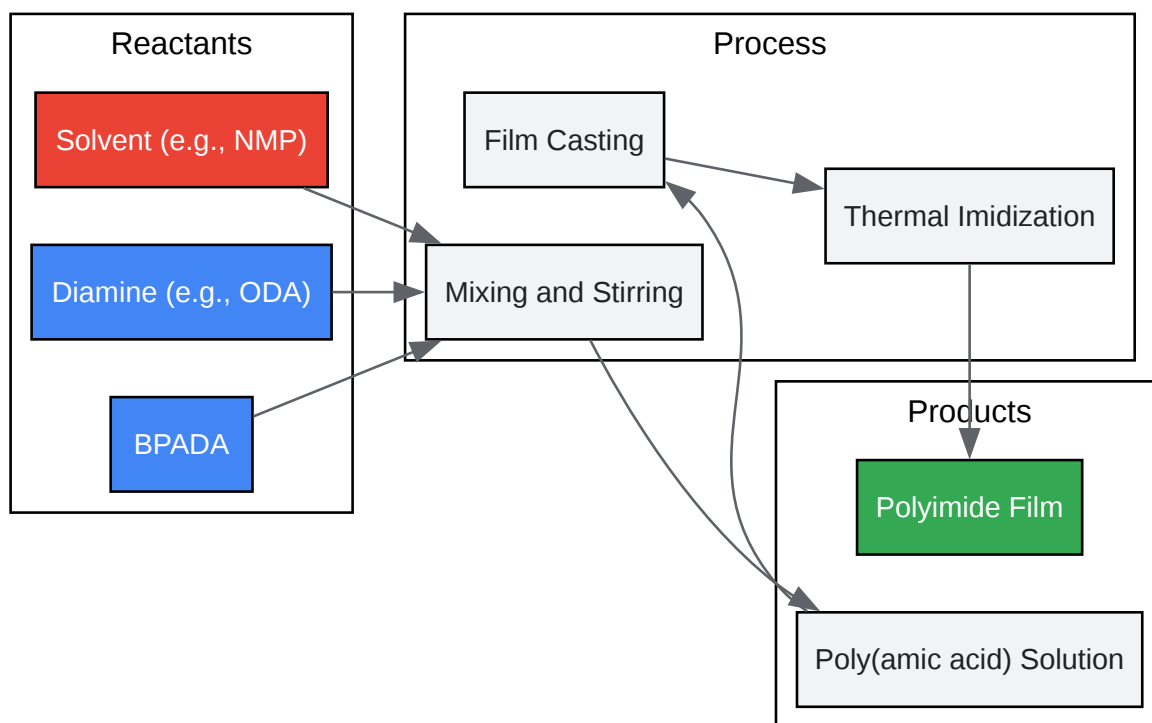 Reactants
Solvent (e.g., NMP)
Diamine (e.g., ODA)
BPADA
Process
Film Casting
Thermal Imidization
Mixing and Stirring
Products
Polyimide Film
Poly(amic acid) Solution